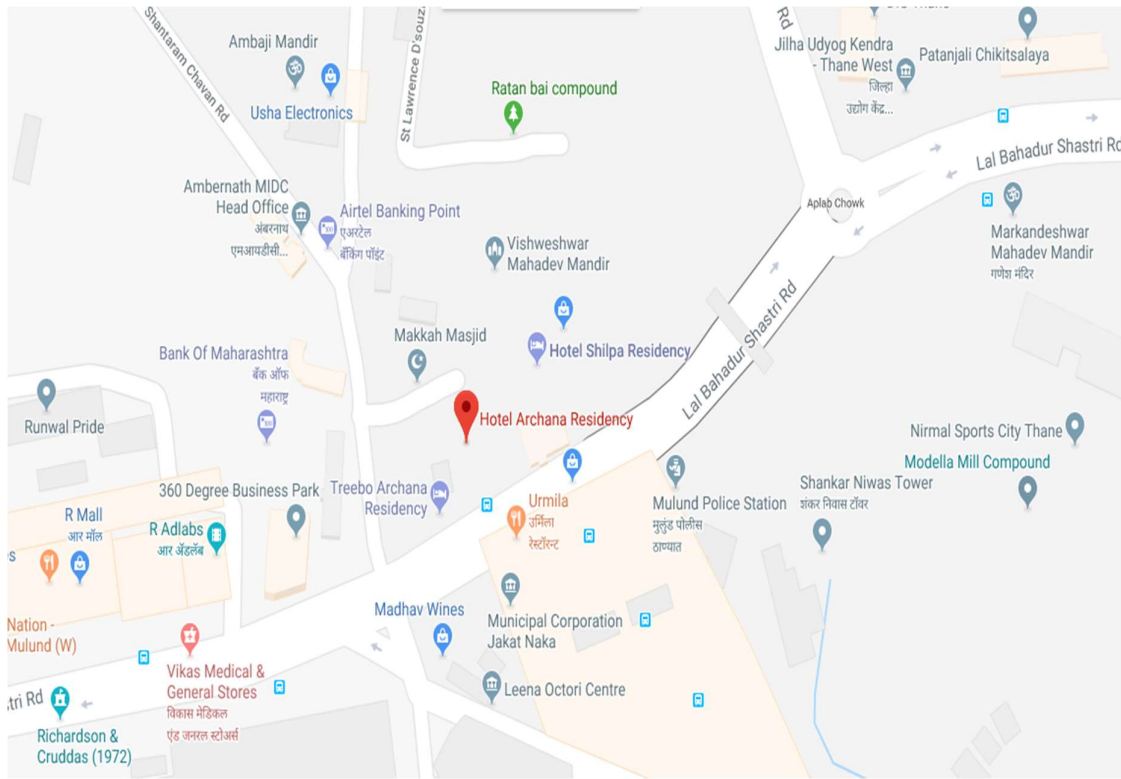 Shantaram Chavan Rd
Ambaji Mandir
Usha Electronics
St Lawrence D'souz
Ratan bai compound
Rd
Jilha Udyog Kendra
- Thane West
जिल्हा
उद्योग केंद्र...
Patanjali Chikitsalaya
Lal Bahadur Shastri Rd
Aplab Chowk
Markandeshwar
Mahadev Mandir
गणेश मंदिर
Ambernath MIDC
Head Office
अंबरनाथ
एमआयडीसी...
Airtel Banking Point
एअरटेल
बँकिंग पॉइंट
Vishweshwar
Mahadev Mandir
Makkah Masjid
Hotel Shilpa Residency
Lal Bahadur Shastri Rd
Bank Of Maharashtra
बँक ऑफ
महाराष्ट्र
Runwal Pride
Hotel Archana Residency
Nirmal Sports City Thane
Modella Mill Compound
Shankar Niwas Tower
शंकर निवास टॉवर
Mulund Police Station
मुलुंड पोलीस
ठाण्यात
360 Degree Business Park
Treebo Archana
Residency
Urmila
उर्मिला
रेस्टॉरन्ट
R Mall
आर मॉल
R Adlabs
आर अ‍ॅडलॅब
Nation -
Mulund (W)
Madhav Wines
Municipal Corporation
Jakat Naka
Vikas Medical &
General Stores
विकास मेडिकल
एंड जनरल स्टोअर्स
Leena Octori Centre
stri Rd
Richardson &
Cruddas (1972)